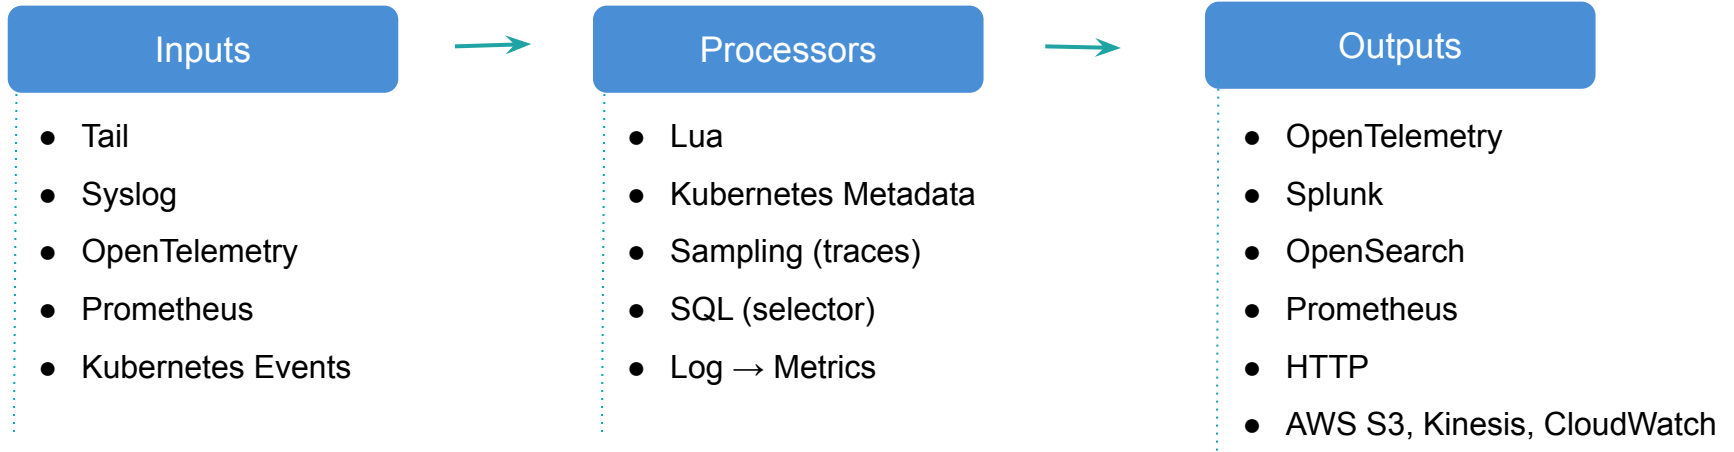 Inputs
● Tail
● Syslog
● OpenTelemetry
● Prometheus
● Kubernetes Events
Processors
● Lua
● Kubernetes Metadata
● Sampling (traces)
● SQL (selector)
● Log → Metrics
Outputs
● OpenTelemetry
● Splunk
● OpenSearch
● Prometheus
● HTTP
● AWS S3, Kinesis, CloudWatch